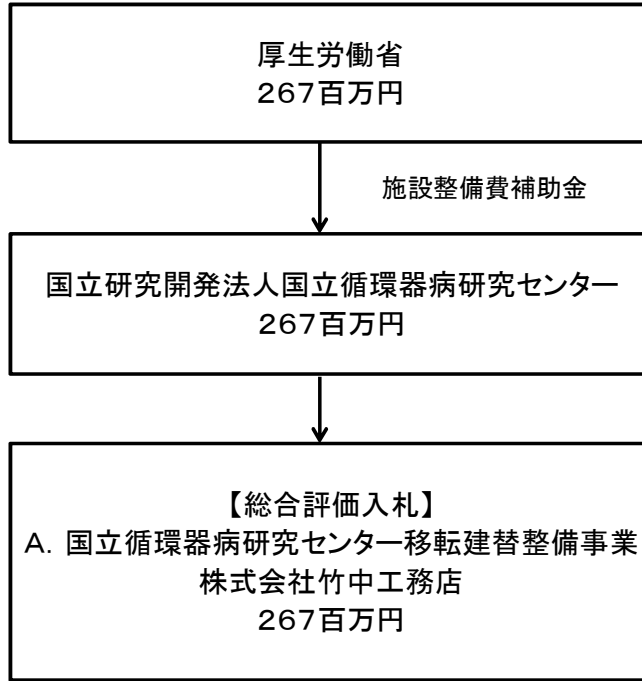 厚生労働省
267百万円
施設整備費補助金
国立研究開発法人国立循環器病研究センター
267百万円
【総合評価入札】
A. 国立循環器病研究センター移転建替整備事業
株式会社竹中工務店
267百万円